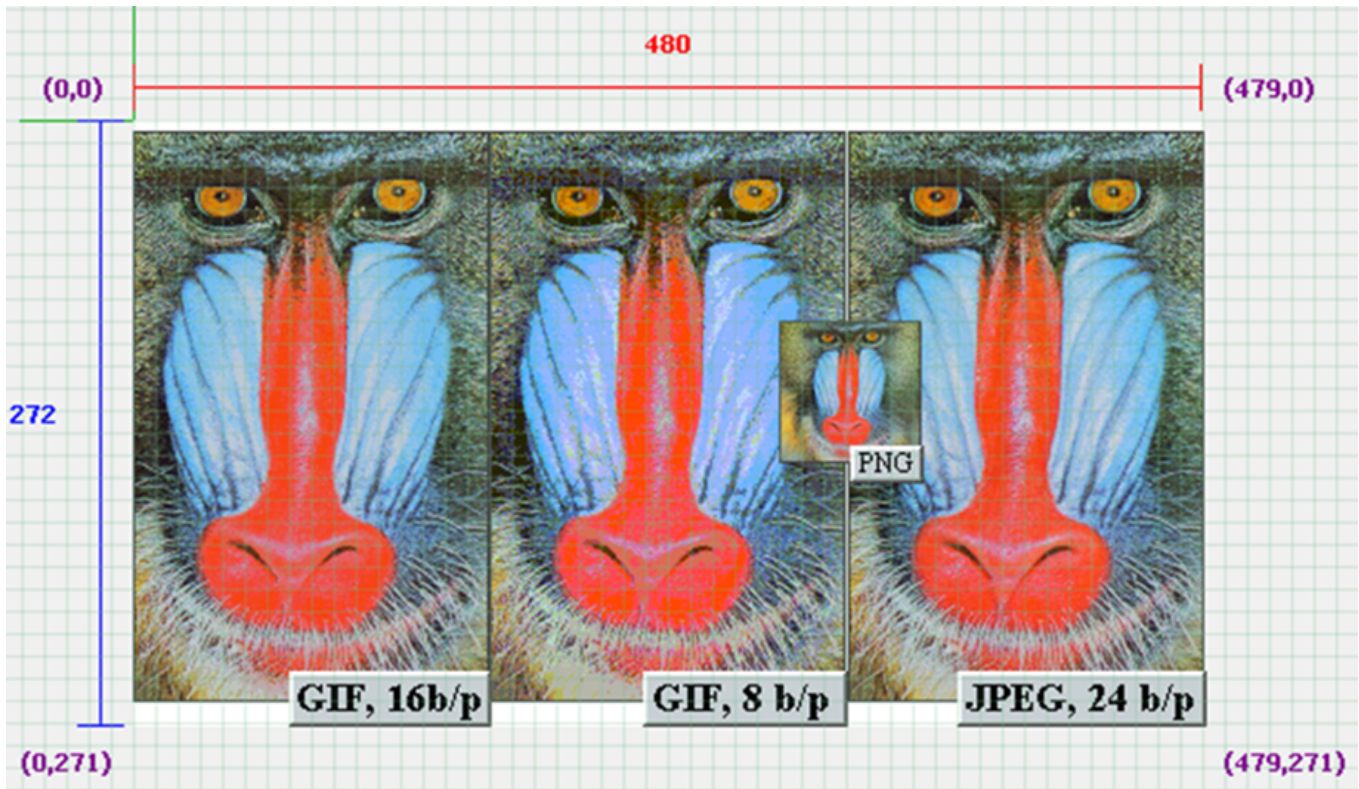 480
(0,0)
(479,0)
272
PNG
GIF, 16b/p
GIF, 8 b/p
JPEG, 24 b/p
(0,271)
(479,271)